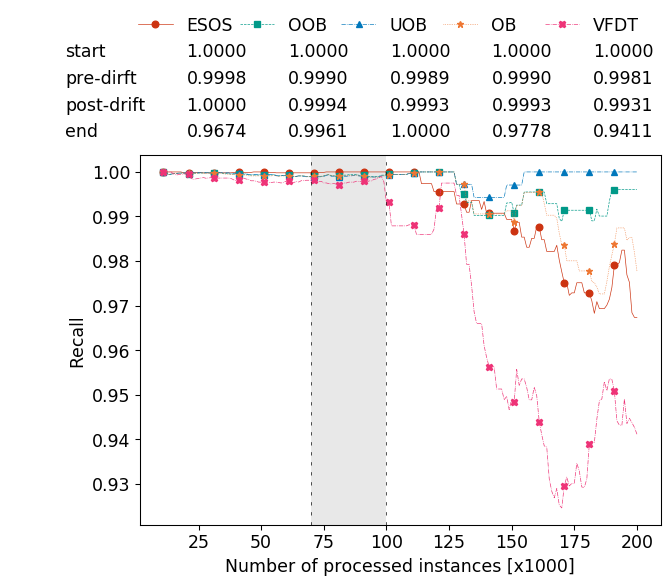 ESOS OOB UOB OB VFDT
start 1.0000 1.0000 1.0000 1.0000 1.0000
pre-dirft 0.9998 0.9990 0.9989 0.9990 0.9981
post-drift 1.0000 0.9994 0.9993 0.9993 0.9931
end 0.9674 0.9961 1.0000 0.9778 0.9411
1.00
0.99
0.98
0.97
0.96
0.95
0.94
0.93
Recall
25 50 75 100 125 150 175 200
Number of processed instances [x1000]